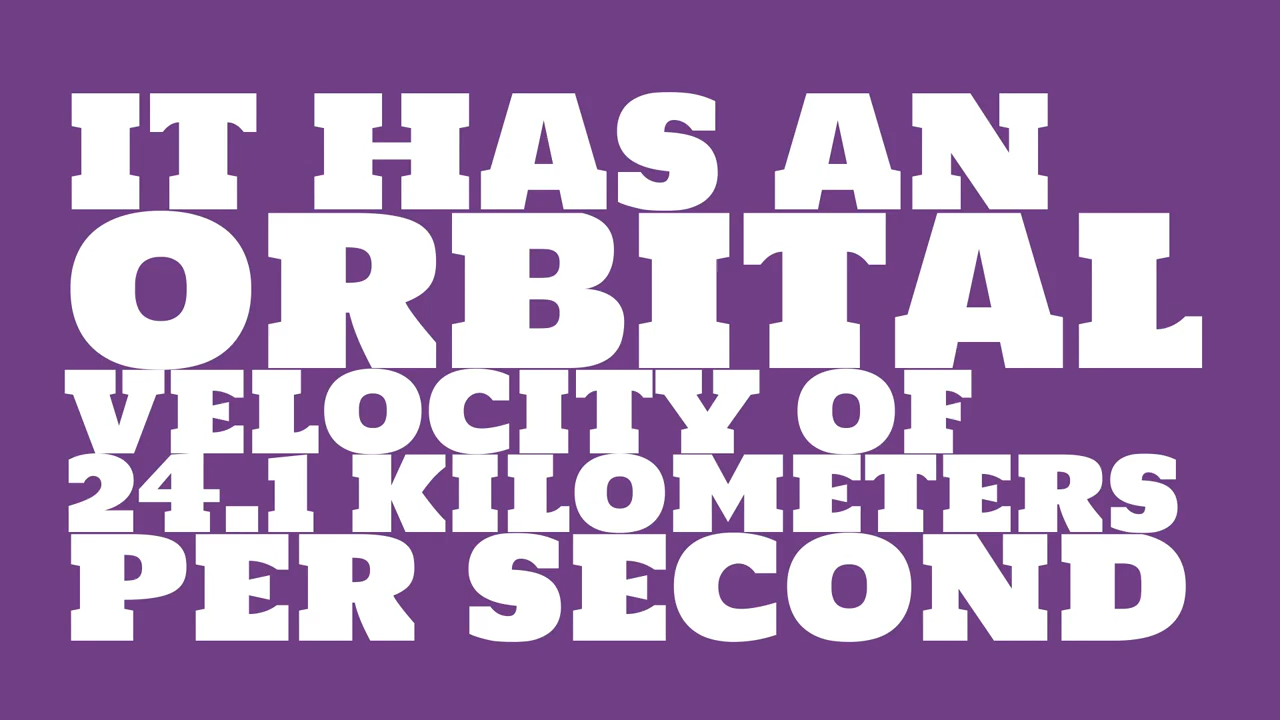 IT HAS AN
ORBITAL
VELOCITY OF
24.1 KILOMETERS
PER SECOND